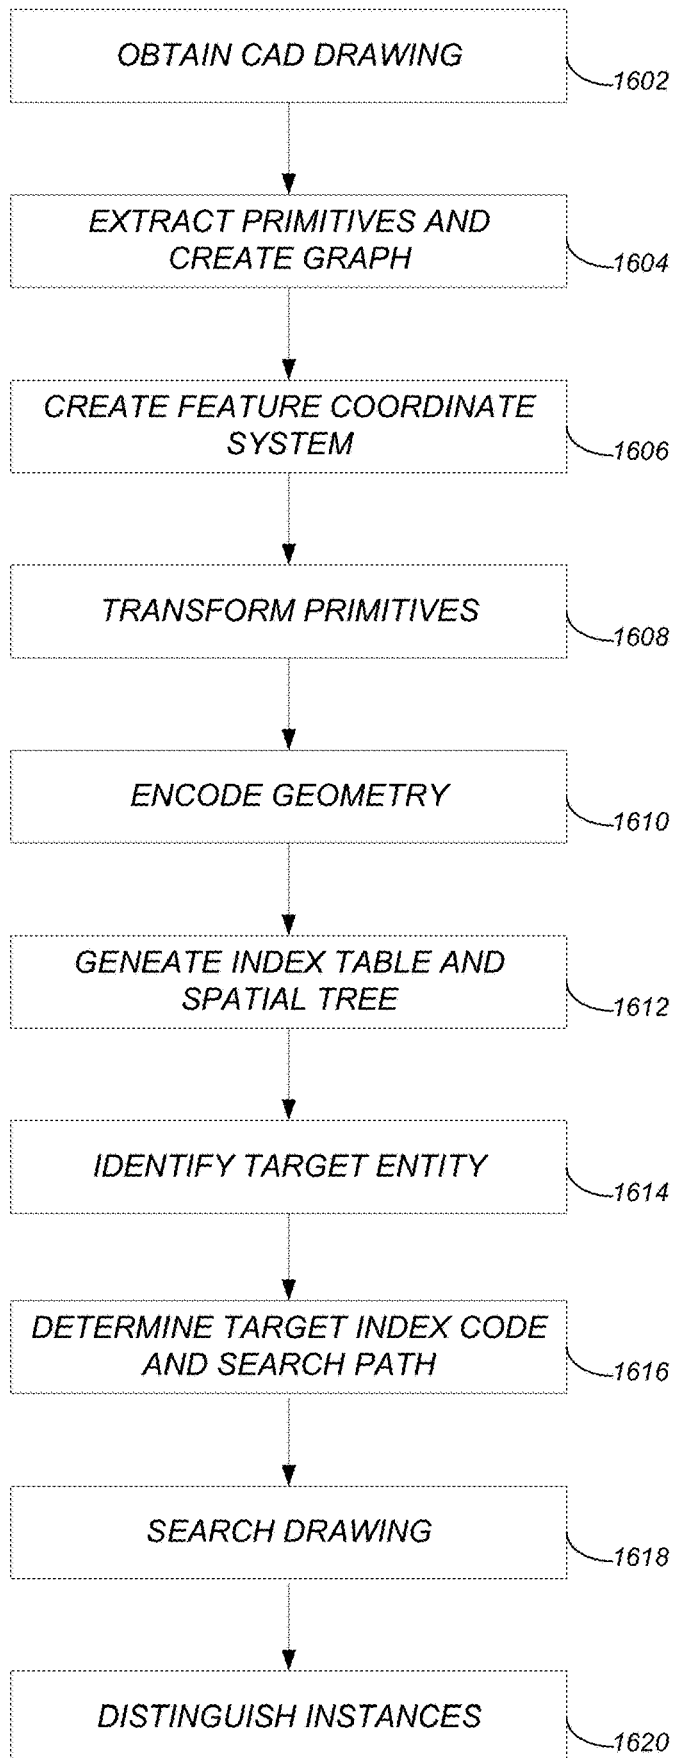 OBTAIN CAD DRAWING
1602
EXTRACT PRIMITIVES AND
CREATE GRAPH
1604
CREATE FEATURE COORDINATE
SYSTEM
1606
TRANSFORM PRIMITIVES
1608
ENCODE GEOMETRY
1610
GENEATE INDEX TABLE AND
SPATIAL TREE
1612
IDENTIFY TARGET ENTITY
1614
DETERMINE TARGET INDEX CODE
AND SEARCH PATH
1616
SEARCH DRAWING
1618
DISTINGUISH INSTANCES
1620